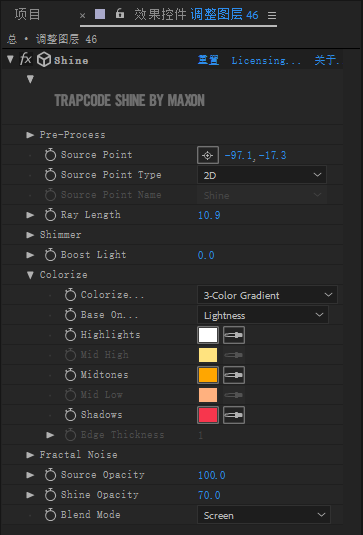 项目 × 效果控件 调整图层 46 ☰
总 • 调整图层 46
fx Shine 重置 Licensing... 关于.
TRAPCODE SHINE BY MAXON
Pre-Process
Source Point -97.1,-17.3
Source Point Type 2D
Source Point Name Shine
Ray Length 10.9
Shimmer
Boost Light 0.0
Colorize
Colorize... 3-Color Gradient
Base On... Lightness
Highlights
Mid High
Midtones
Mid Low
Shadows
Edge Thickness 1
Fractal Noise
Source Opacity 100.0
Shine Opacity 70.0
Blend Mode Screen